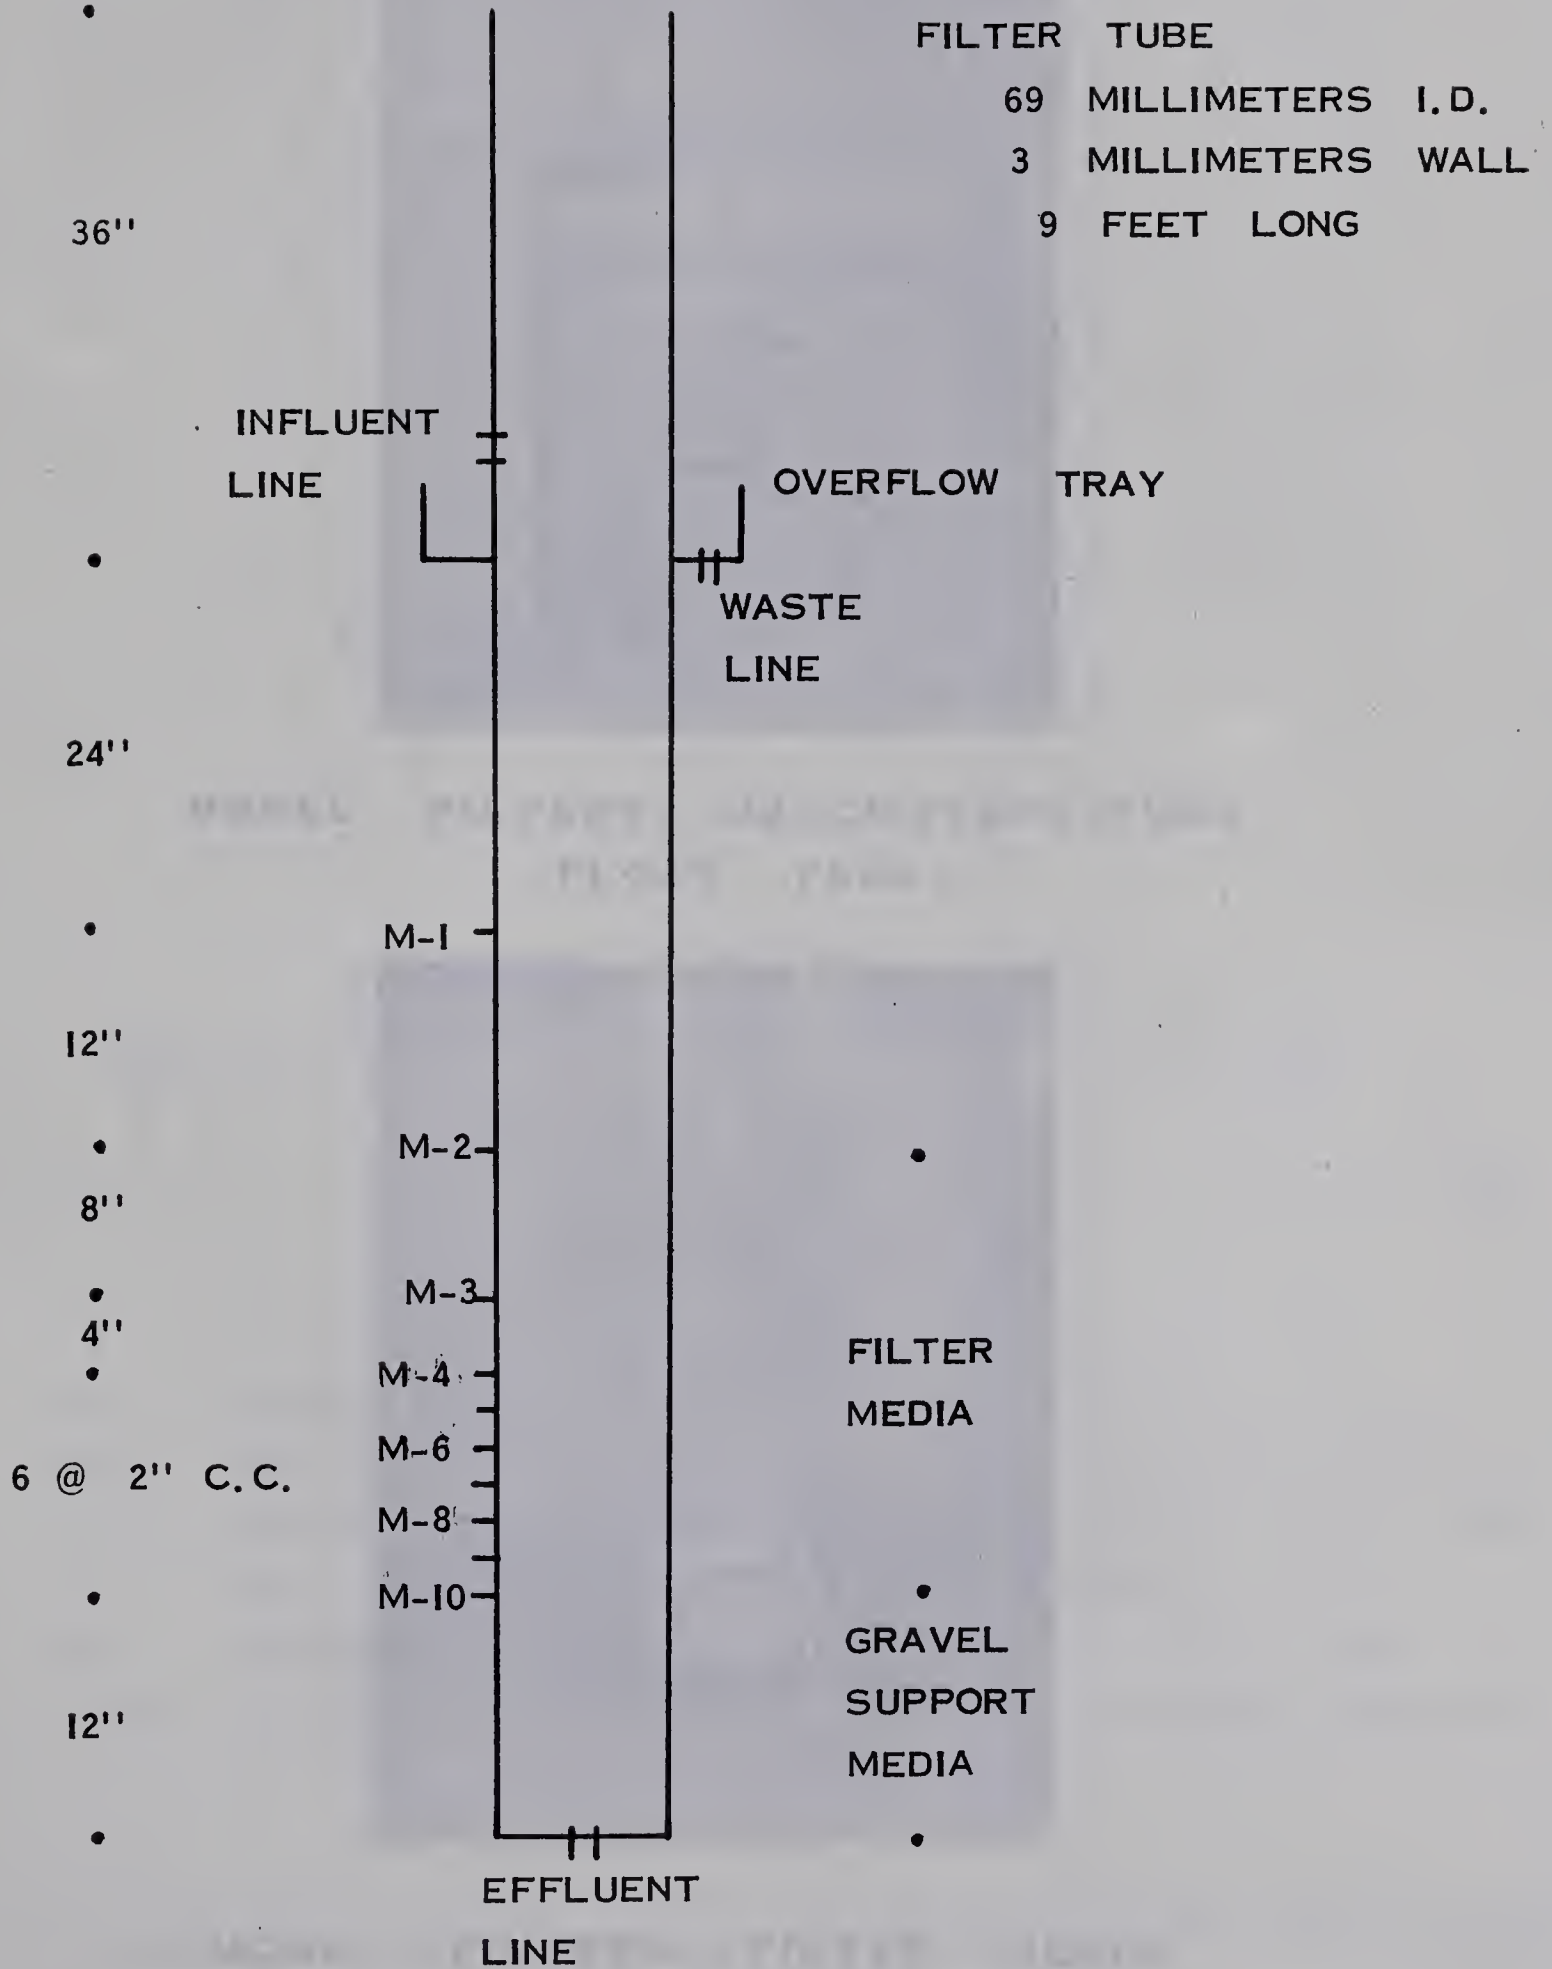 FILTER TUBE
69 MILLIMETERS I.D.
3 MILLIMETERS WALL
9 FEET LONG
36"
INFLUENT
LINE
OVERFLOW TRAY
WASTE
LINE
24"
M-1
12"
M-2
8"
M-3
4"
M-4
FILTER
MEDIA
M-6
6 @ 2" C.C.
M-8
M-10
GRAVEL
SUPPORT
MEDIA
12"
EFFLUENT
LINE